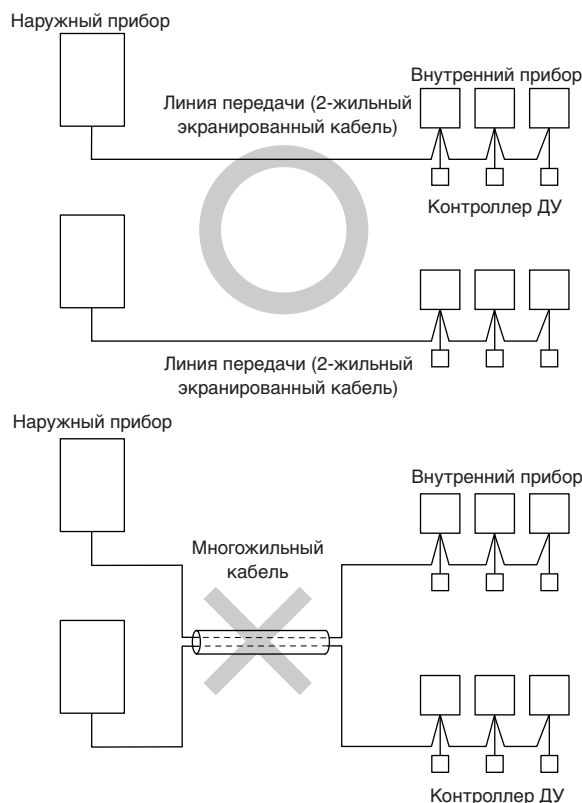 Наружный прибор
Внутренний прибор
Линия передачи (2-жильный
экранированный кабель)
Контроллер ДУ
Линия передачи (2-жильный
экранированный кабель)
Наружный прибор
Внутренний прибор
Многожильный
кабель
Контроллер ДУ